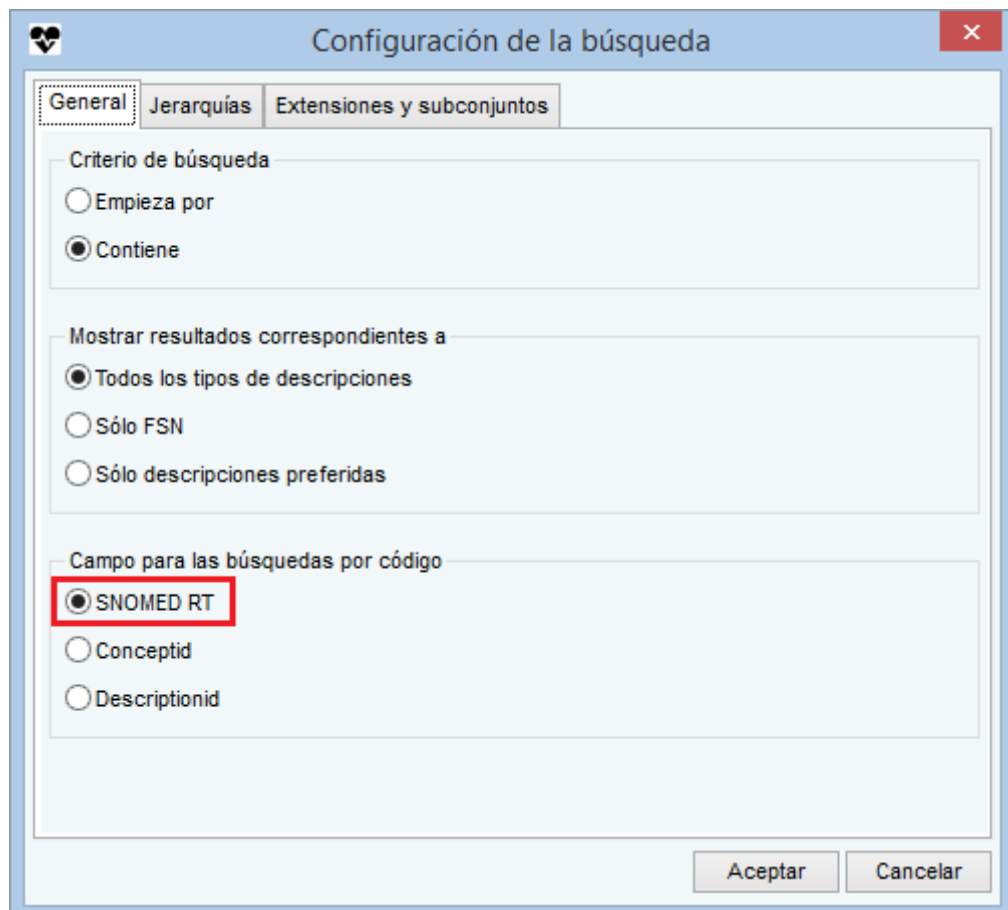 Configuración de la búsqueda
General
Jerarquías
Extensiones y subconjuntos
Criterio de búsqueda
Empieza por
Contiene
Mostrar resultados correspondientes a
Todos los tipos de descripciones
Sólo FSN
Sólo descripciones preferidas
Campo para las búsquedas por código
SNOMED RT
Conceptid
Descriptionid
Aceptar
Cancelar